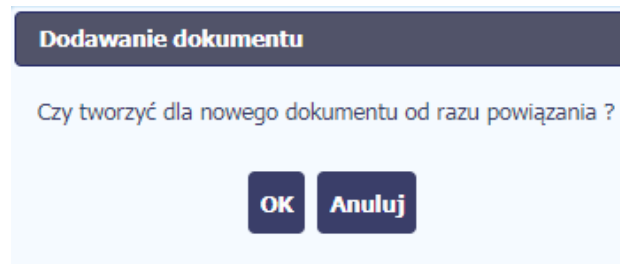 Dodawanie dokumentu
Czy tworzyć dla nowego dokumentu od razu powiązania ?
OK Anuluj